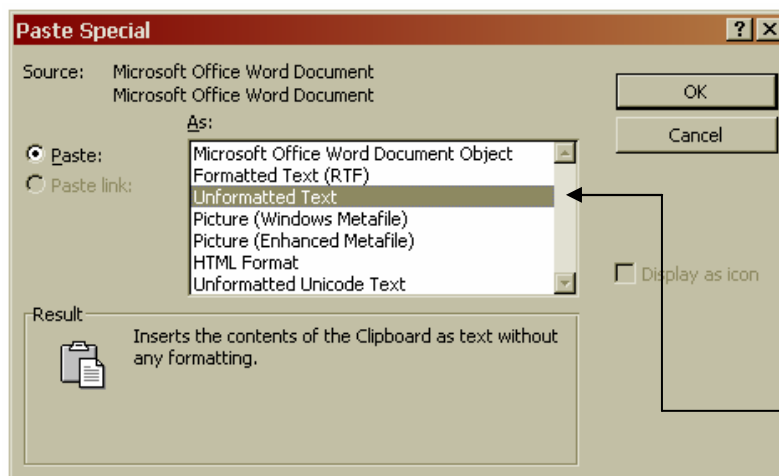 Paste Special
Source: Microsoft Office Word Document
Microsoft Office Word Document
As:
Paste:
Paste link:
Microsoft Office Word Document Object
Formatted Text (RTF)
Unformatted Text
Picture (Windows Metafile)
Picture (Enhanced Metafile)
HTML Format
Unformatted Unicode Text
OK
Cancel
Display as icon
Result
Inserts the contents of the Clipboard as text without
any formatting.